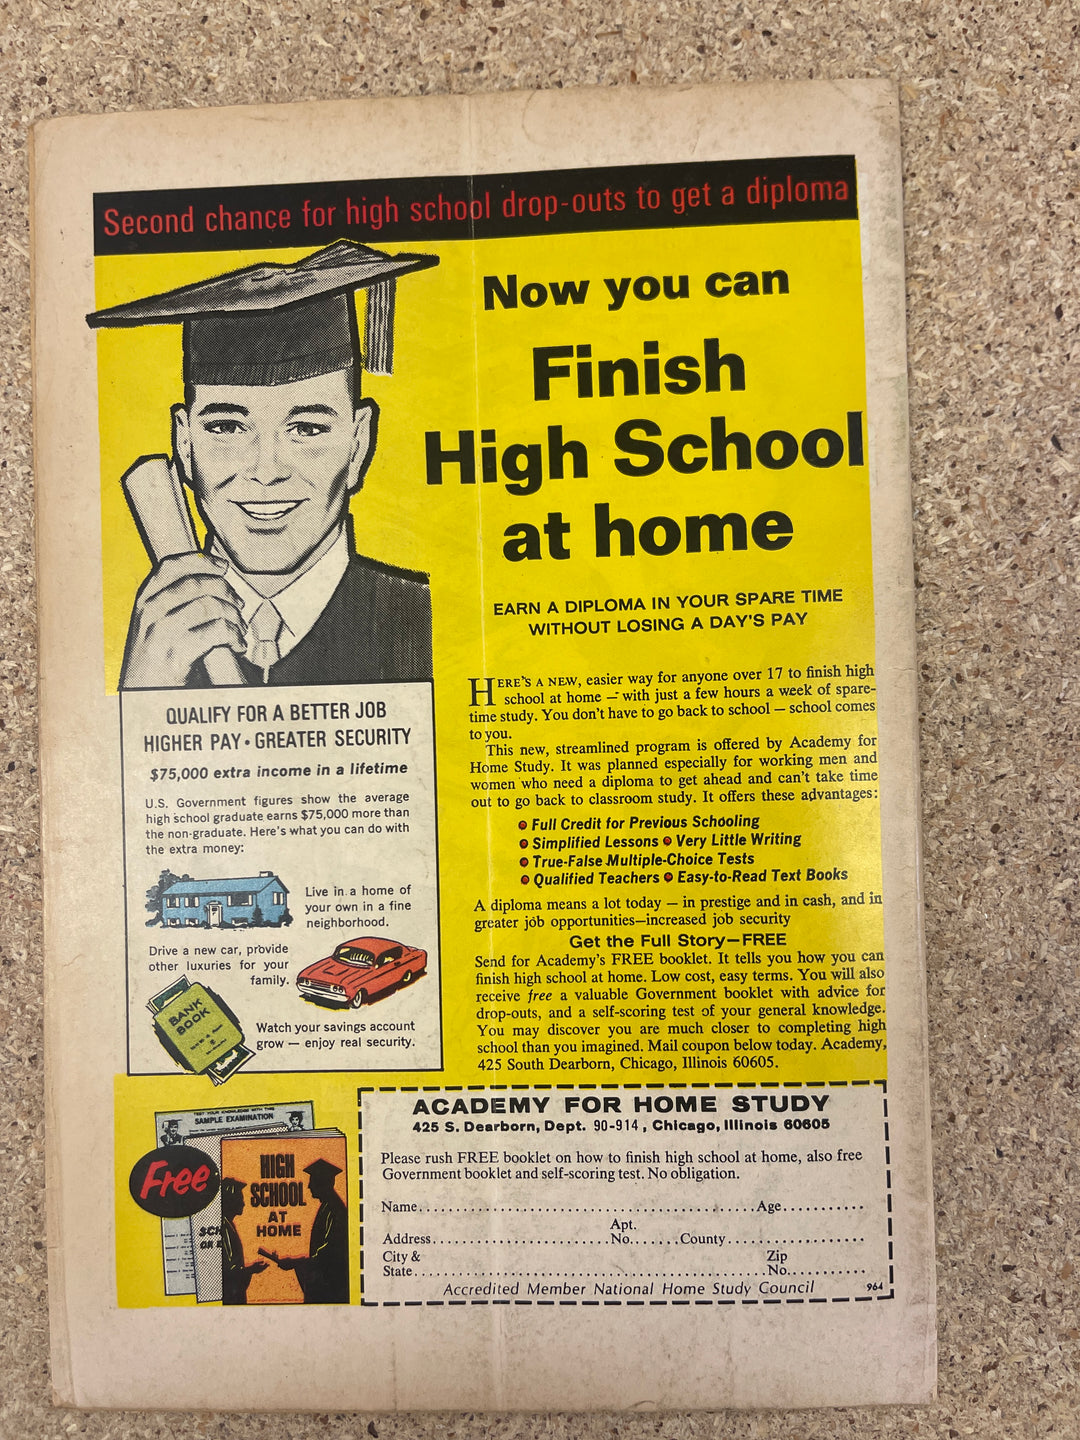 Second chance for high school drop-outs to get a diploma
Now you can
Finish
High School
at home
EARN A DIPLOMA IN YOUR SPARE TIME
WITHOUT LOSING A DAY'S PAY
HERE'S A NEW, easier way for anyone over 17 to finish high
school at home — with just a few hours a week of spare-
time study. You don't have to go back to school — school comes
to you.
This new, streamlined program is offered by Academy for
Home Study. It was planned especially for working men and
women who need a diploma to get ahead and can't take time
out to go back to classroom study. It offers these advantages:
• Full Credit for Previous Schooling
• Simplified Lessons • Very Little Writing
• True-False Multiple-Choice Tests
• Qualified Teachers • Easy-to-Read Text Books
A diploma means a lot today — in prestige and in cash, and in
greater job opportunities—increased job security
Get the Full Story—FREE
Send for Academy's FREE booklet. It tells you how you can
finish high school at home. Low cost, easy terms. You will also
receive free a valuable Government booklet with advice for
drop-outs, and a self-scoring test of your general knowledge.
You may discover you are much closer to completing high
school than you imagined. Mail coupon below today. Academy,
425 South Dearborn, Chicago, Illinois 60605.
QUALIFY FOR A BETTER JOB
HIGHER PAY • GREATER SECURITY
$75,000 extra income in a lifetime
U.S. Government figures show the average
high school graduate earns $75,000 more than
the non-graduate. Here's what you can do with
the extra money:
Live in a home of
your own in a fine
neighborhood.
Drive a new car, provide
other luxuries for your
family.
BANK
BOOK
Watch your savings account
grow — enjoy real security.
TEST YOUR KNOWLEDGE WITH THIS
SAMPLE EXAMINATION
Free
SCH
OR
HIGH
SCHOOL
AT
HOME
ACADEMY FOR HOME STUDY
425 S. Dearborn, Dept. 90-914, Chicago, Illinois 60605
Please rush FREE booklet on how to finish high school at home, also free
Government booklet and self-scoring test. No obligation.
Name..............................................Age...........
Apt.
Address........................No.......County..................
City &
Zip
State..............................................No...........
Accredited Member National Home Study Council
964